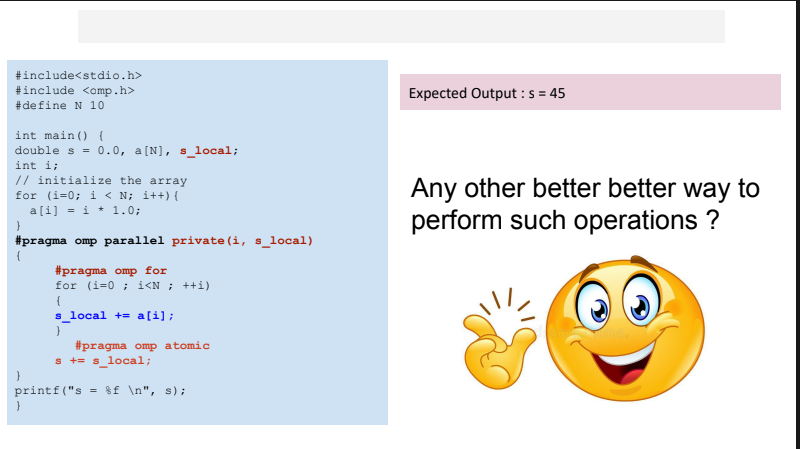 #include<stdio.h>
#include <omp.h>
#define N 10
int main() {
double s = 0.0, a[N], s_local;
int i;
// initialize the array
for (i=0; i < N; i++){
a[i] = i * 1.0;
}
#pragma omp parallel private(i, s_local)
{
#pragma omp for
for (i=0 ; i<N ; ++i)
{
s_local += a[i];
}
#pragma omp atomic
s += s_local;
}
printf("s = %f \n", s);
}
Expected Output : s = 45
Any other better better way to
perform such operations ?